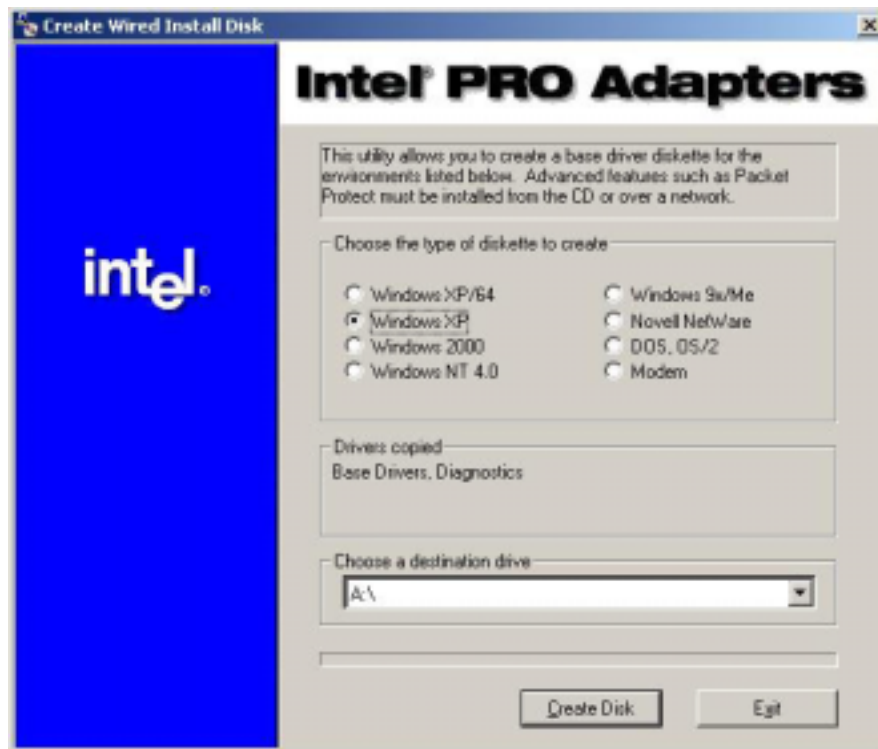 Create Wired Install Disk
Intel® PRO Adapters
intel®
This utility allows you to create a base driver diskette for the
environments listed below. Advanced features such as Packet
Protect must be installed from the CD or over a network.
Choose the type of diskette to create
Windows XP/64
Windows XP
Windows 2000
Windows NT 4.0
Windows 9x/Me
Novell NetWare
DOS, OS/2
Modem
Drivers copied
Base Drivers, Diagnostics
Choose a destination drive
A:\
Create Disk
Exit